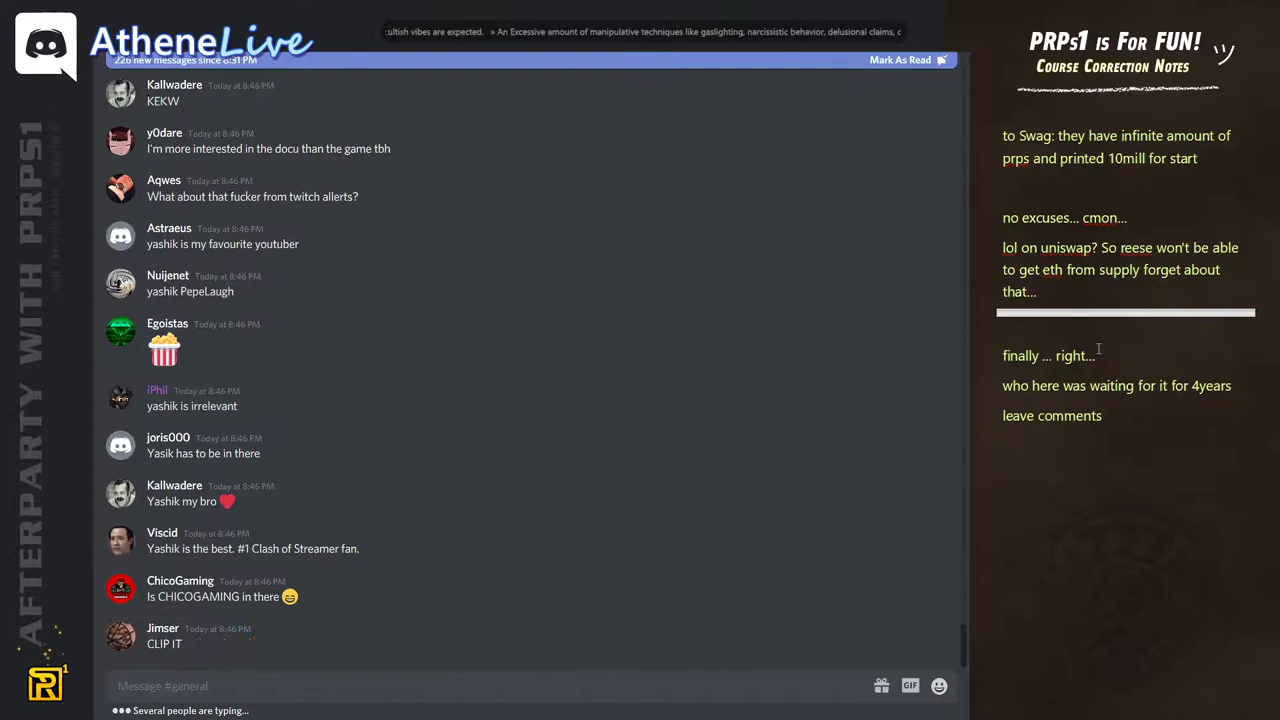 AtheneLive
cultish vibes are expected. » An Excessive amount of manipulative techniques like gaslighting, narcissistic behavior, delusional claims, c
226 new messages since 8:31 PM
Mark As Read
Kallwadere Today at 8:46 PM
KEKW
y0dare Today at 8:46 PM
I'm more interested in the docu than the game tbh
Aqwes Today at 8:46 PM
What about that fucker from twitch allerts?
Astraeus Today at 8:46 PM
yashik is my favourite youtuber
Nuijenet Today at 8:46 PM
yashik PepeLaugh
Egoistas Today at 8:46 PM
iPhil Today at 8:46 PM
yashik is irrelevant
joris000 Today at 8:46 PM
Yasik has to be in there
Kallwadere Today at 8:46 PM
Yashik my bro
Viscid Today at 8:46 PM
Yashik is the best. #1 Clash of Streamer fan.
ChicoGaming Today at 8:46 PM
Is CHICOGAMING in there
Jimser Today at 8:46 PM
CLIP IT
Message #general
GIF
Several people are typing...
PRPs1 is For FUN! ツ
Course Correction Notes
to Swag: they have infinite amount of
prps and printed 10mill for start
no excuses... cmon...
lol on uniswap? So reese won't be able
to get eth from supply forget about
that...
finally ... right...
who here was waiting for it for 4years
leave comments
AFTERPARTY WITH PRPS1
R1